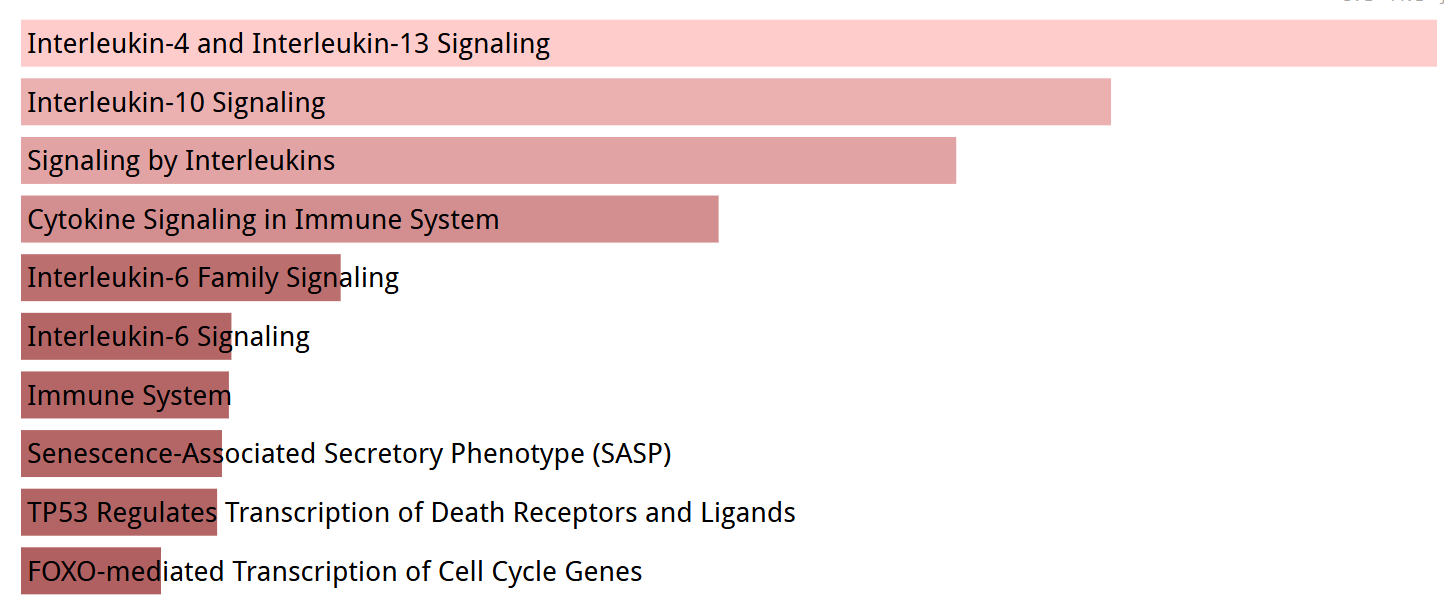 Interleukin-4 and Interleukin-13 Signaling
Interleukin-10 Signaling
Signaling by Interleukins
Cytokine Signaling in Immune System
Interleukin-6 Family Signaling
Interleukin-6 Signaling
Immune System
Senescence-Associated Secretory Phenotype (SASP)
TP53 Regulates Transcription of Death Receptors and Ligands
FOXO-mediated Transcription of Cell Cycle Genes